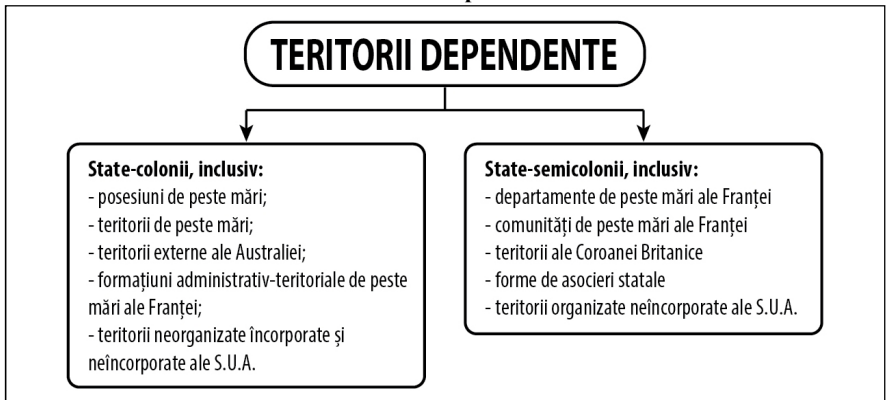 TERITORII DEPENDENTE
State-colonii, inclusiv:
- posesiuni de peste mări;
- teritorii de peste mări;
- teritorii externe ale Australiei;
- formațiuni administrativ-teritoriale de peste
mări ale Franței;
- teritorii neorganizate încorporate și
neîncorporate ale S.U.A.
State-semicolonii, inclusiv:
- departamente de peste mări ale Franței
- comunități de peste mări ale Franței
- teritorii ale Coroanei Britanice
- forme de asocieri statale
- teritorii organizate neîncorporate ale S.U.A.